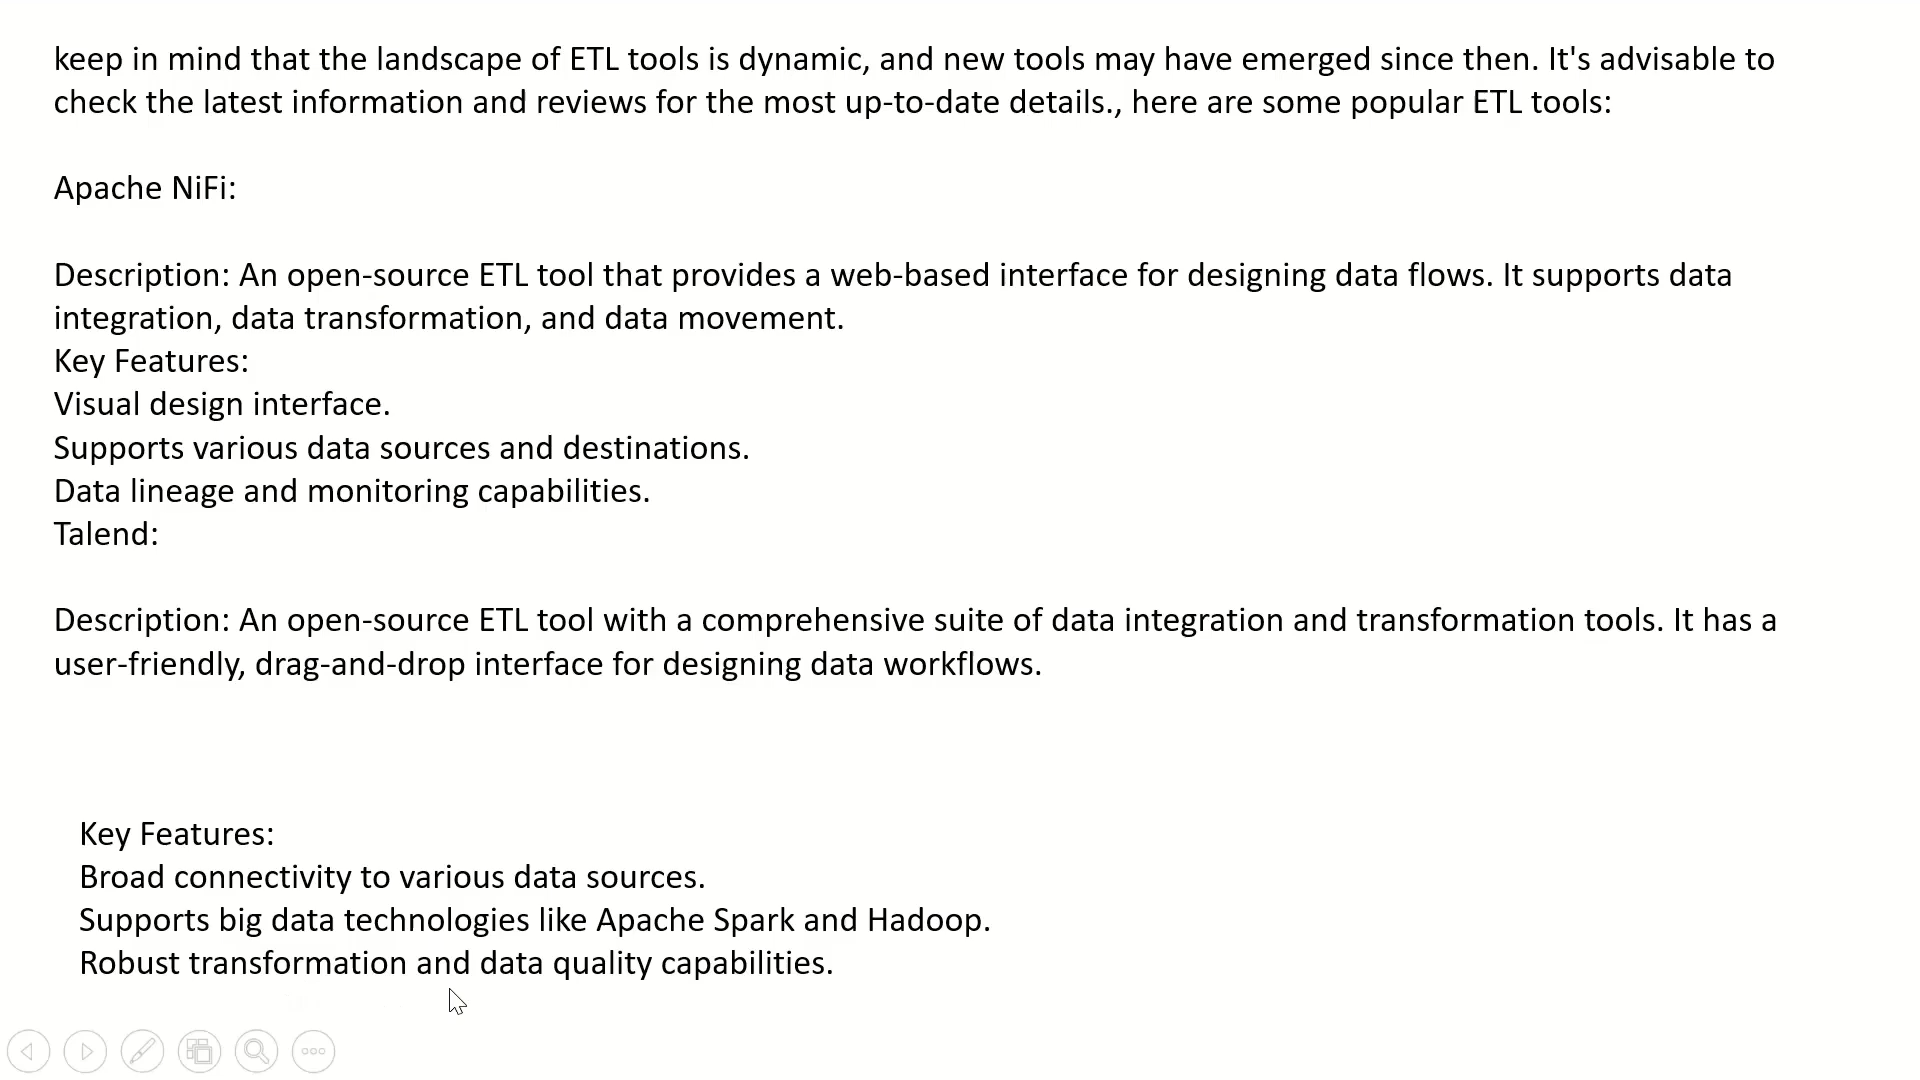 keep in mind that the landscape of ETL tools is dynamic, and new tools may have emerged since then. It's advisable to
check the latest information and reviews for the most up-to-date details., here are some popular ETL tools:
Apache NiFi:
Description: An open-source ETL tool that provides a web-based interface for designing data flows. It supports data
integration, data transformation, and data movement.
Key Features:
Visual design interface.
Supports various data sources and destinations.
Data lineage and monitoring capabilities.
Talend:
Description: An open-source ETL tool with a comprehensive suite of data integration and transformation tools. It has a
user-friendly, drag-and-drop interface for designing data workflows.
Key Features:
Broad connectivity to various data sources.
Supports big data technologies like Apache Spark and Hadoop.
Robust transformation and data quality capabilities.